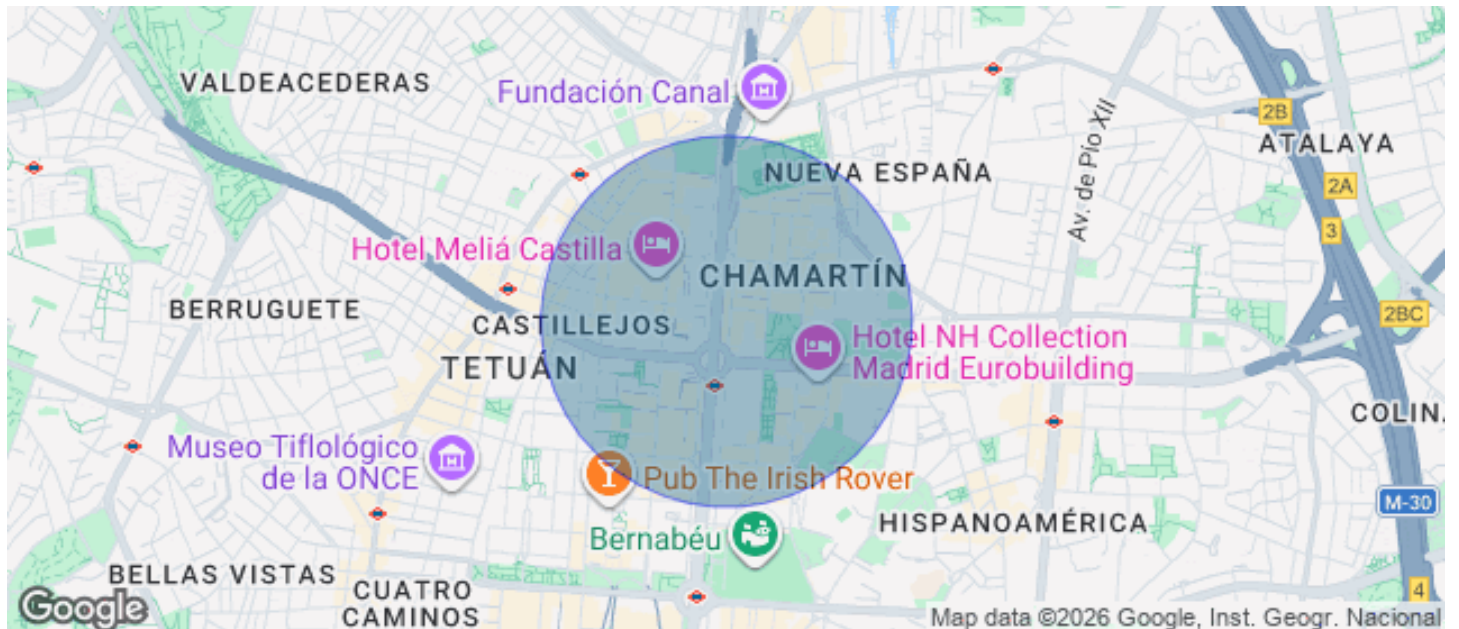 VALDEACEDERAS
Fundación Canal
2B
ATALAYA
NUEVA ESPAÑA
2A
Av. de Pío XII
3
Hotel Meliá Castilla
CHAMARTÍN
BERRUGUETE
2BC
CASTILLEJOS
Hotel NH Collection
Madrid Eurobuilding
TETUÁN
COLIN.
Museo Tiflológico
de la ONCE
Pub The Irish Rover
M-30
HISPANOAMÉRICA
Bernabéu
BELLAS VISTAS
CUATRO
CAMINOS
4
Google
Map data ©2026 Google, Inst. Geogr. Nacional